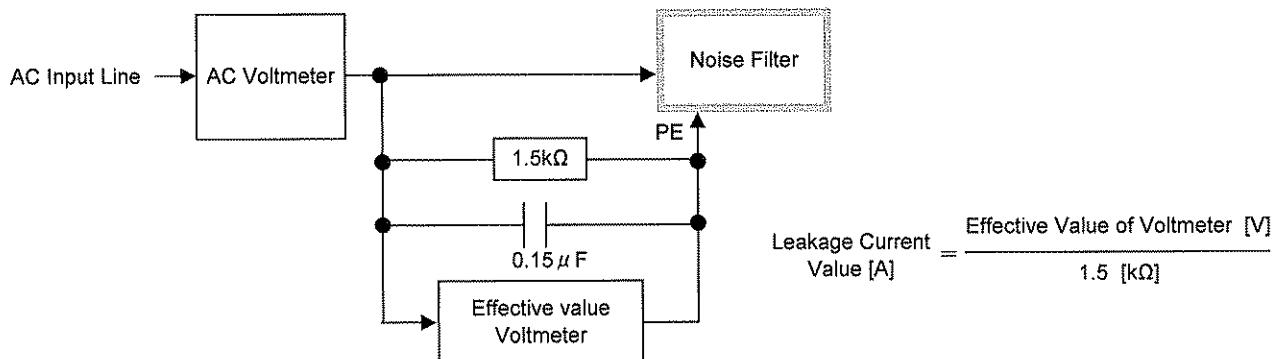 AC Input Line
AC Voltmeter
Noise Filter
PE
1.5kΩ
0.15μF
Effective value
Voltmeter
Leakage Current
Value [A]
=
Effective Value of Voltmeter [V]
1.5 [kΩ]